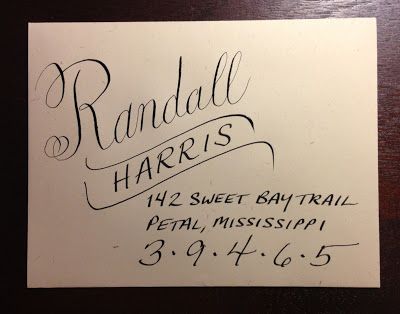 Randall
HARRIS
142 SWEET BAY TRAIL
PETAL, MISSISSIPPI
3·9·4·6·5